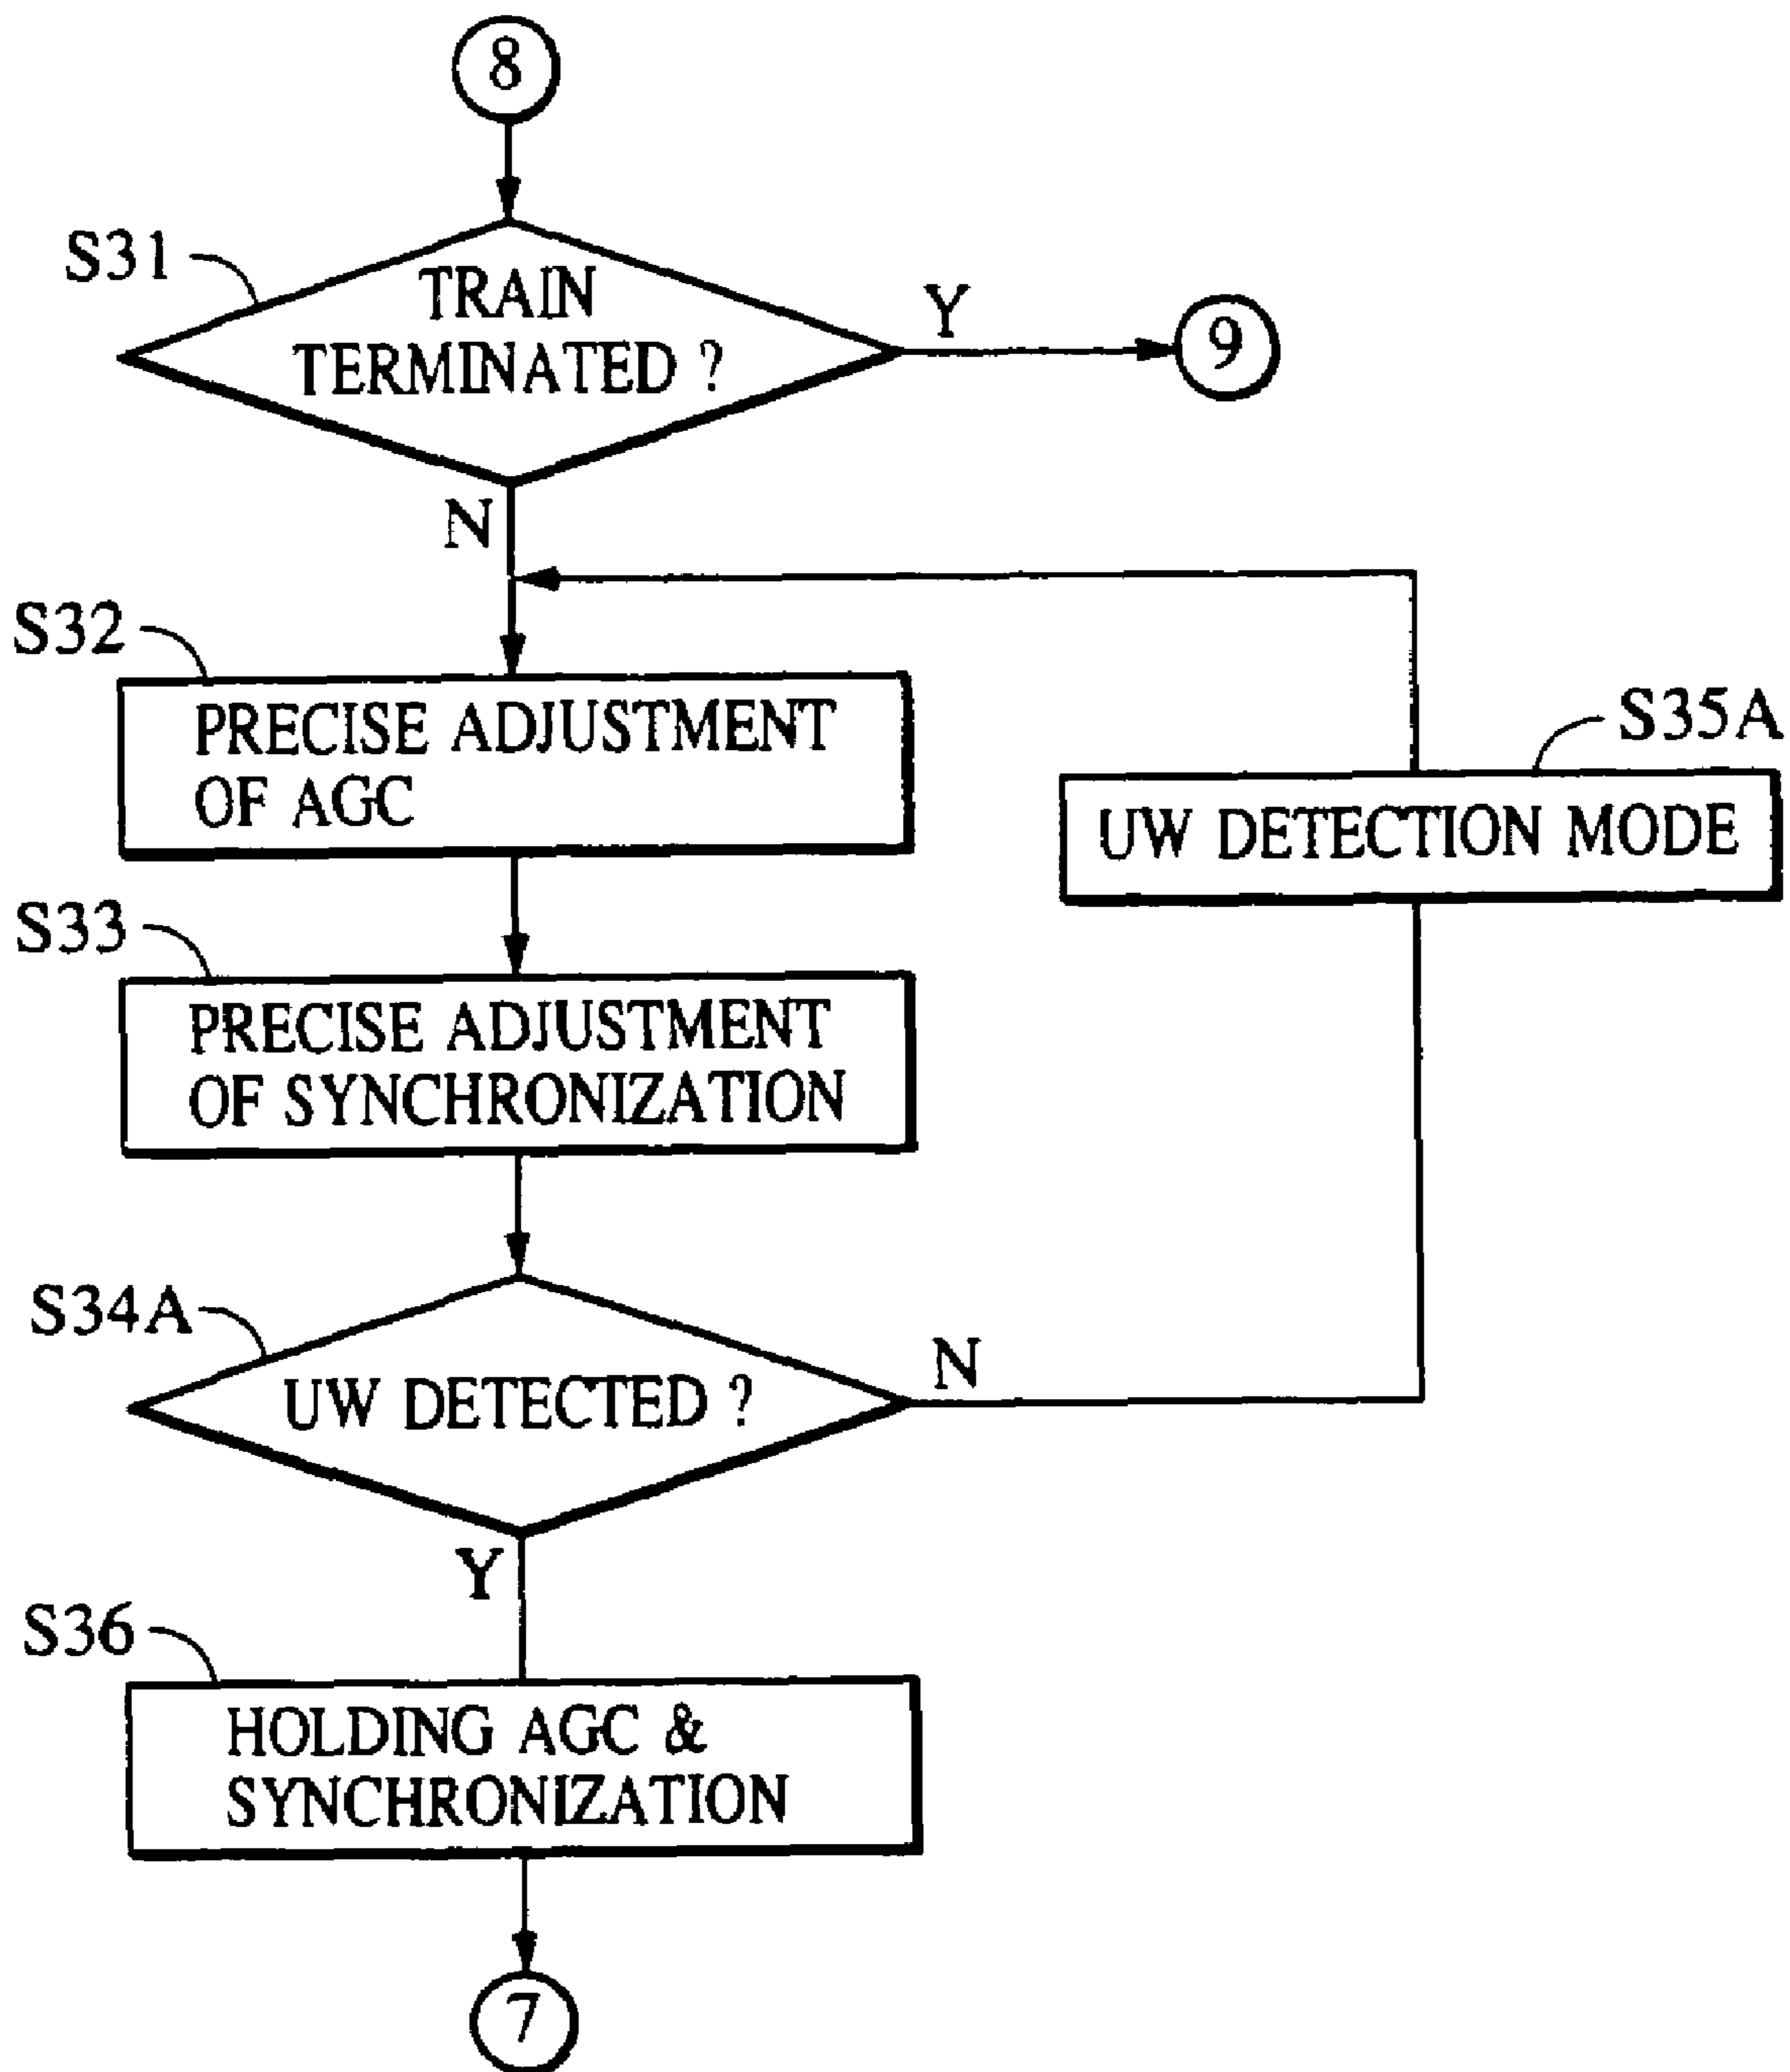 8
S31
TRAIN
TERMINATED ?
Y
9
N
S32
PRECISE ADJUSTMENT
OF AGC
S35A
UW DETECTION MODE
S33
PRECISE ADJUSTMENT
OF SYNCHRONIZATION
S34A
UW DETECTED ?
N
Y
S36
HOLDING AGC &
SYNCHRONIZATION
7